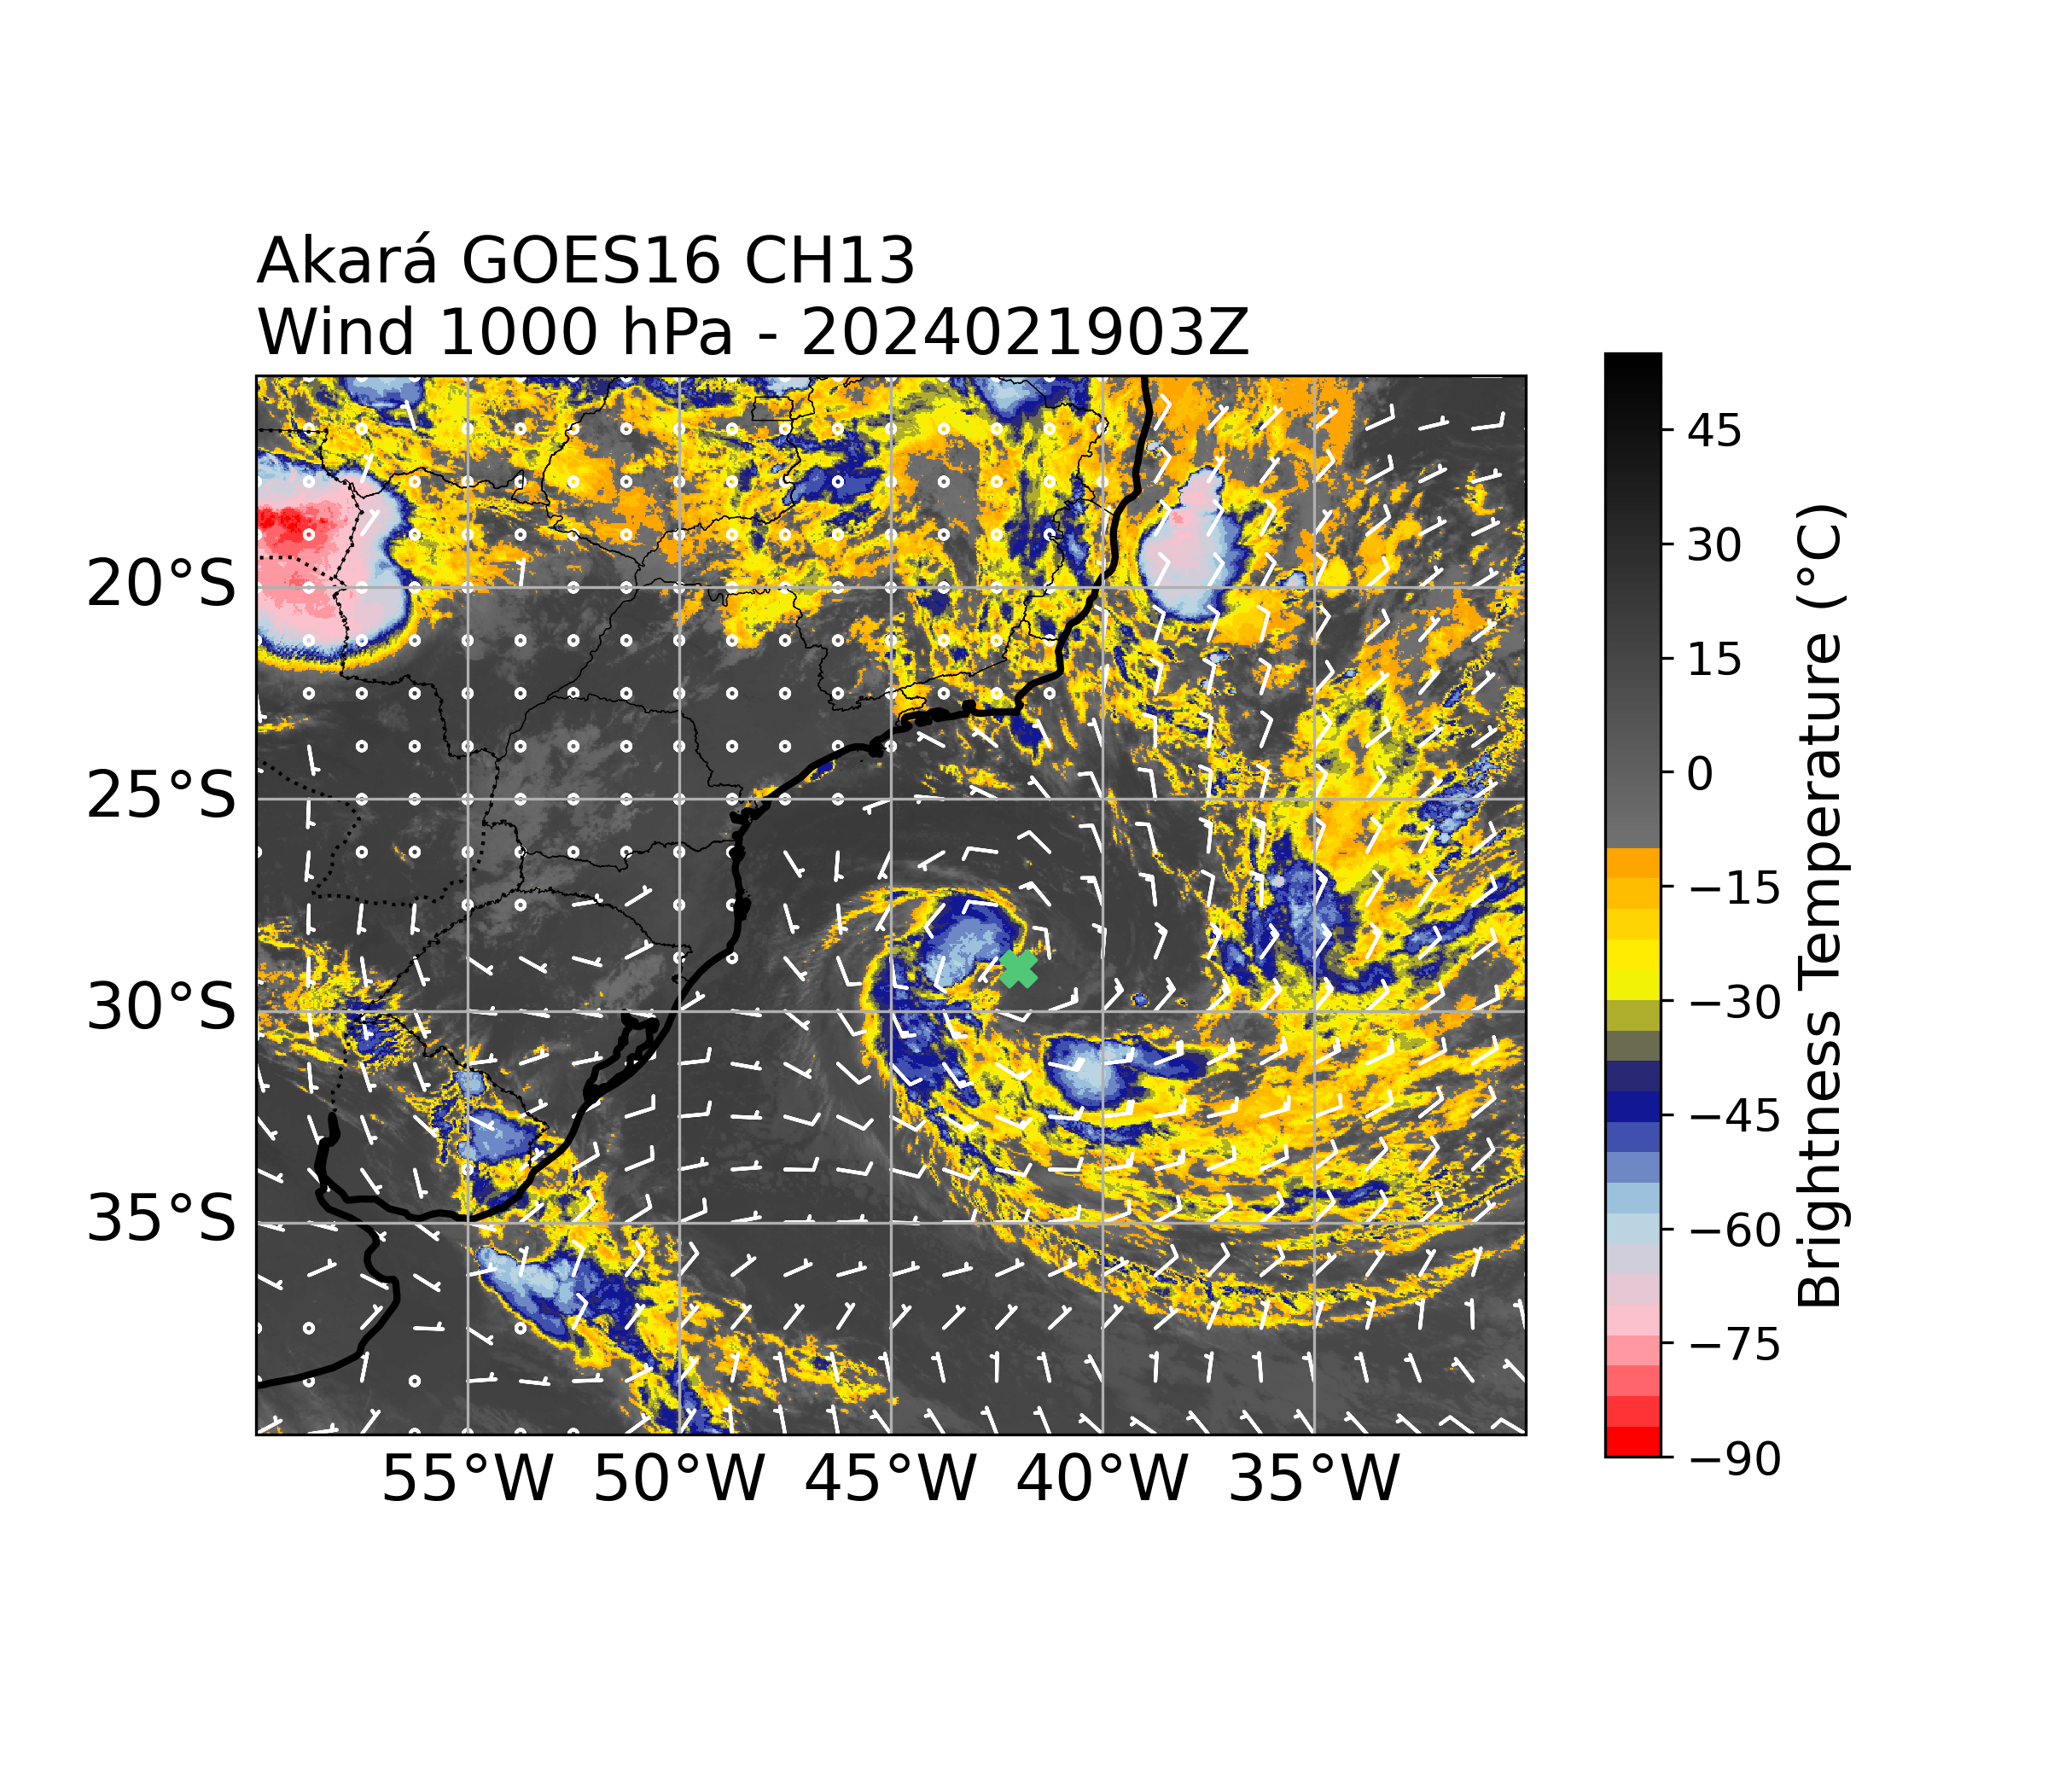 Akará GOES16 CH13
Wind 1000 hPa - 2024021903Z
20°S
25°S
30°S
35°S
55°W 50°W 45°W 40°W 35°W
45
30
15
0
−15
−30
−45
−60
−75
−90
Brightness Temperature (°C)